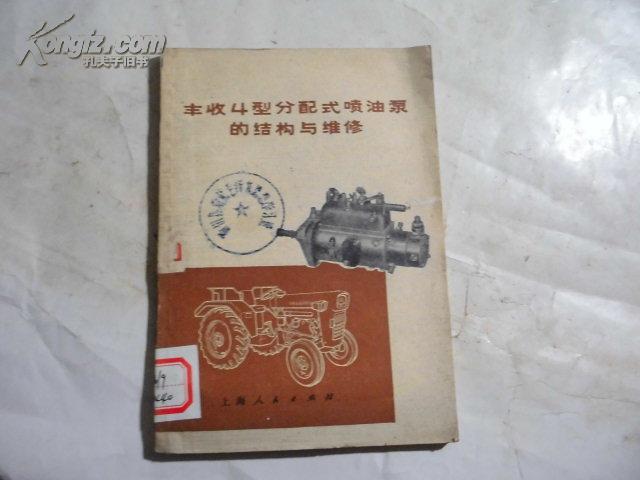 Kongfz.com
孔夫子旧书
丰收4型分配式喷油泵
的结构与维修
上海人民出版社